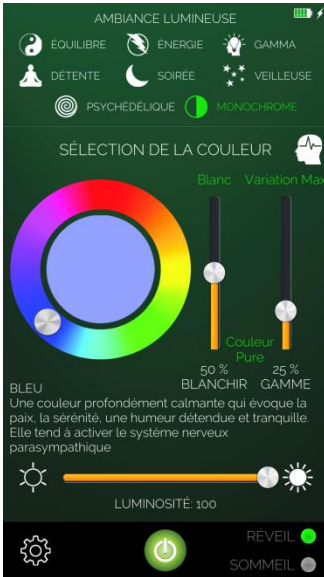 AMBIANCE LUMINEUSE
ÉQUILIBRE ÉNERGIE GAMMA
DÉTENTE SOIRÉE VEILLEUSE
PSYCHÉDÉLIQUE MONOCHROME
SÉLECTION DE LA COULEUR
Blanc Variation Max
Couleur
Pure
50 % 25 %
BLANCHIR GAMME
BLEU
Une couleur profondément calmante qui évoque la
paix, la sérénité, une humeur détendue et tranquille.
Elle tend à activer le système nerveux
parasympathique
LUMINOSITÉ: 100
RÉVEIL
SOMMEIL